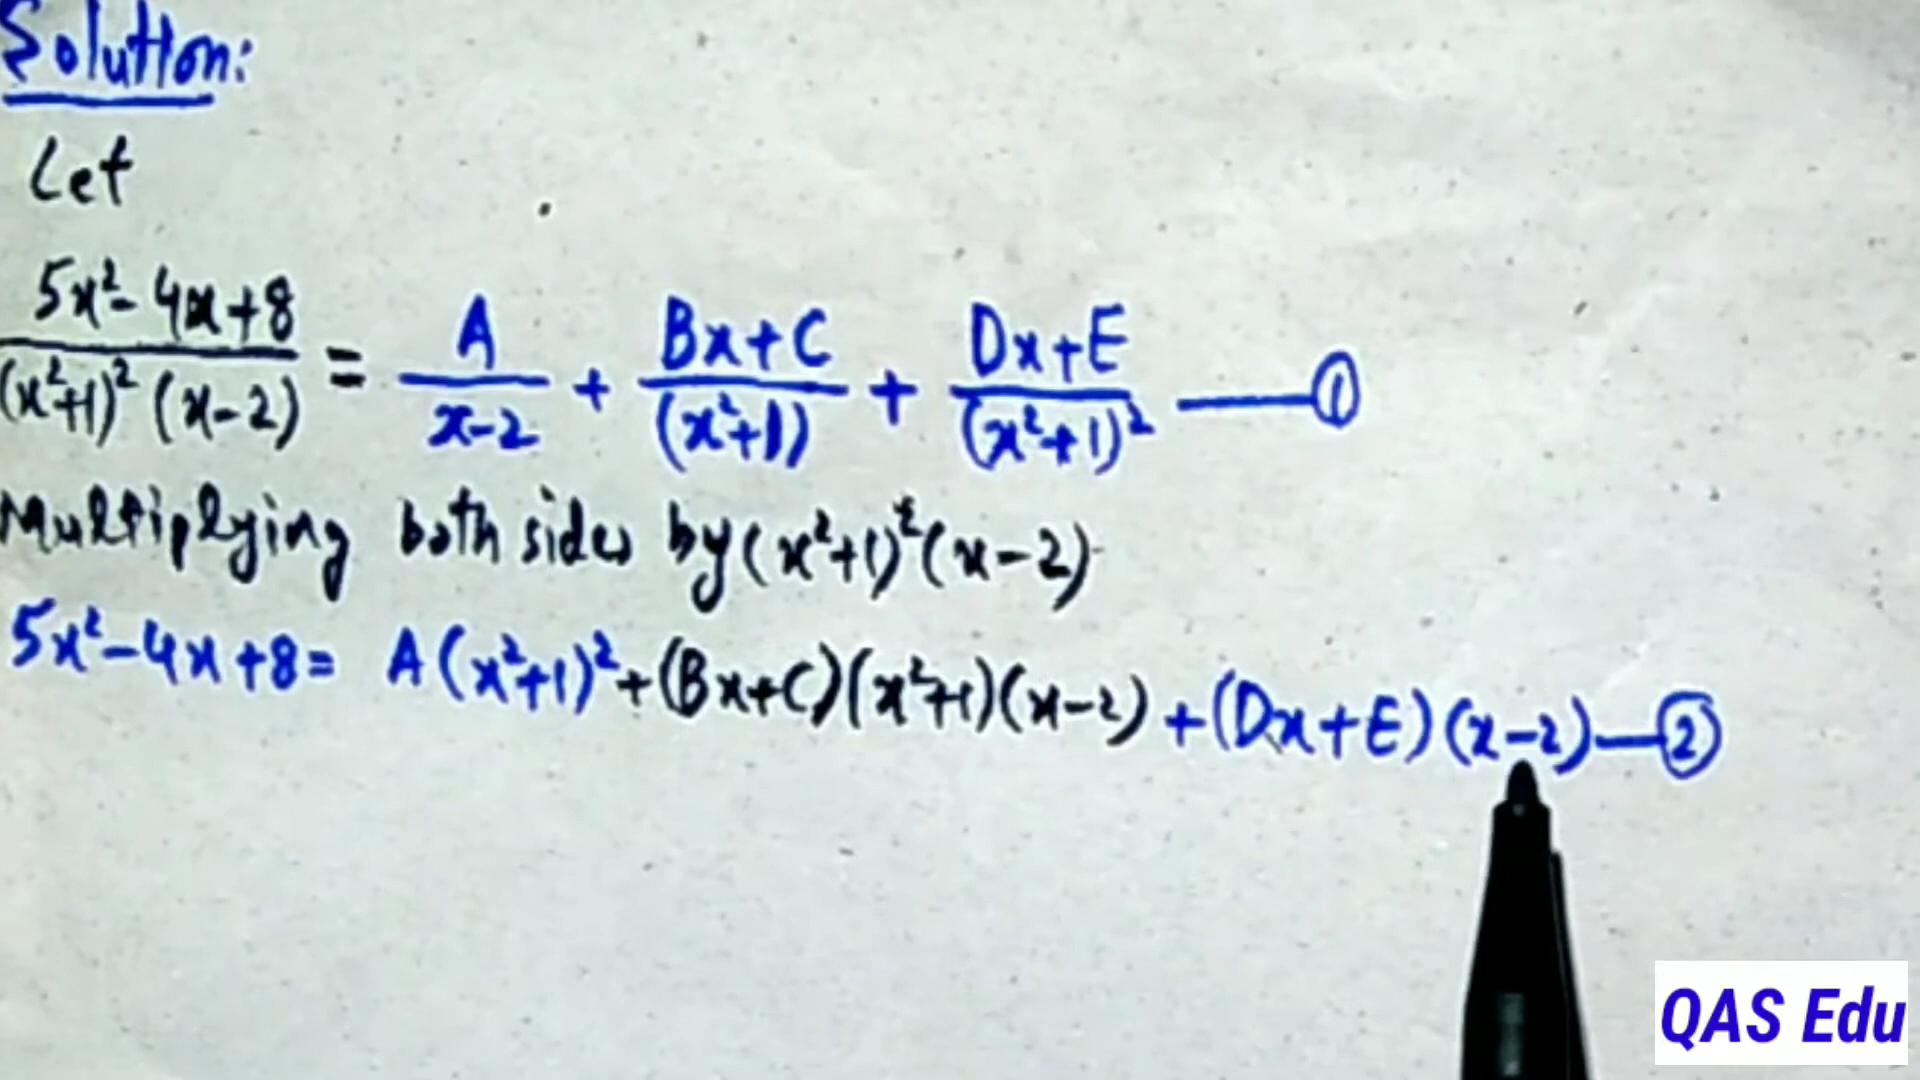 Solution:
Let
5x²-4x+8 / (x²+1)² (x-2) = A / x-2 + Bx+C / (x²+1) + Dx+E / (x²+1)² —①
Multiplying both sides by (x²+1)²(x-2)
5x²-4x+8= A(x²+1)²+(Bx+C)(x²+1)(x-2)+(Dx+E)(x-2)—②
QAS Edu